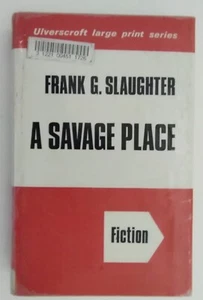 Ulverscroft large print series
FRANK G. SLAUGHTER
A SAVAGE PLACE
Fiction